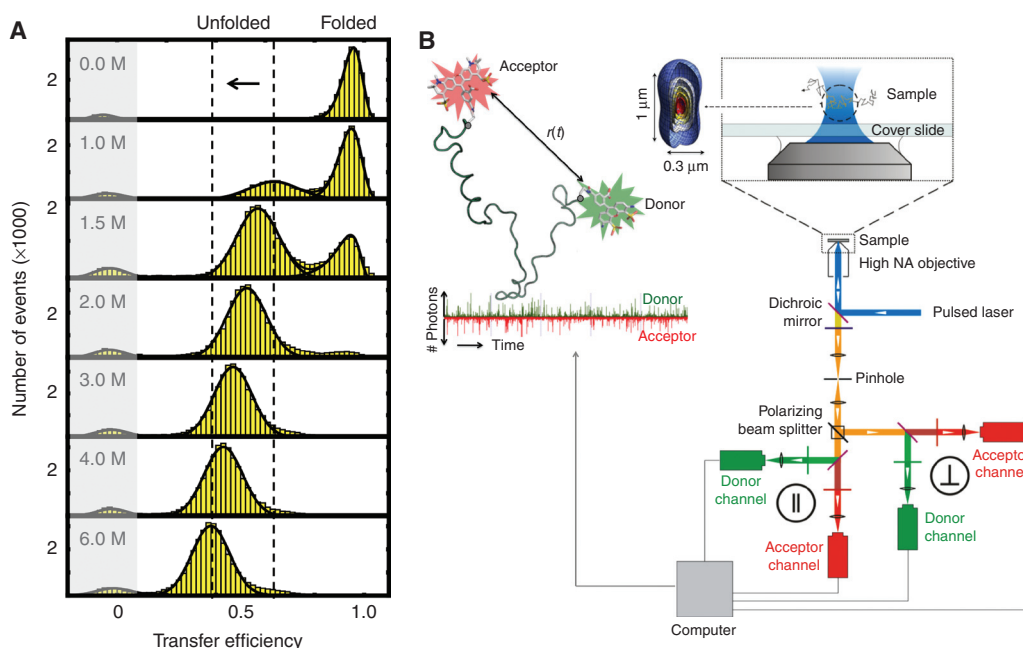 A
Unfolded
Folded
0.0 M
2
1.0 M
2
1.5 M
2
2.0 M
2
3.0 M
2
4.0 M
2
6.0 M
2
Number of events (×1000)
0
0.5
1.0
Transfer efficiency
B
Acceptor
r(t)
Donor
1 μm
0.3 μm
Sample
Cover slide
# Photons
Donor
Acceptor
Time
Sample
High NA objective
Dichroic
mirror
Pulsed laser
Pinhole
Polarizing
beam splitter
Acceptor
channel
Donor
channel
||
⊥
Donor
channel
Acceptor
channel
Computer